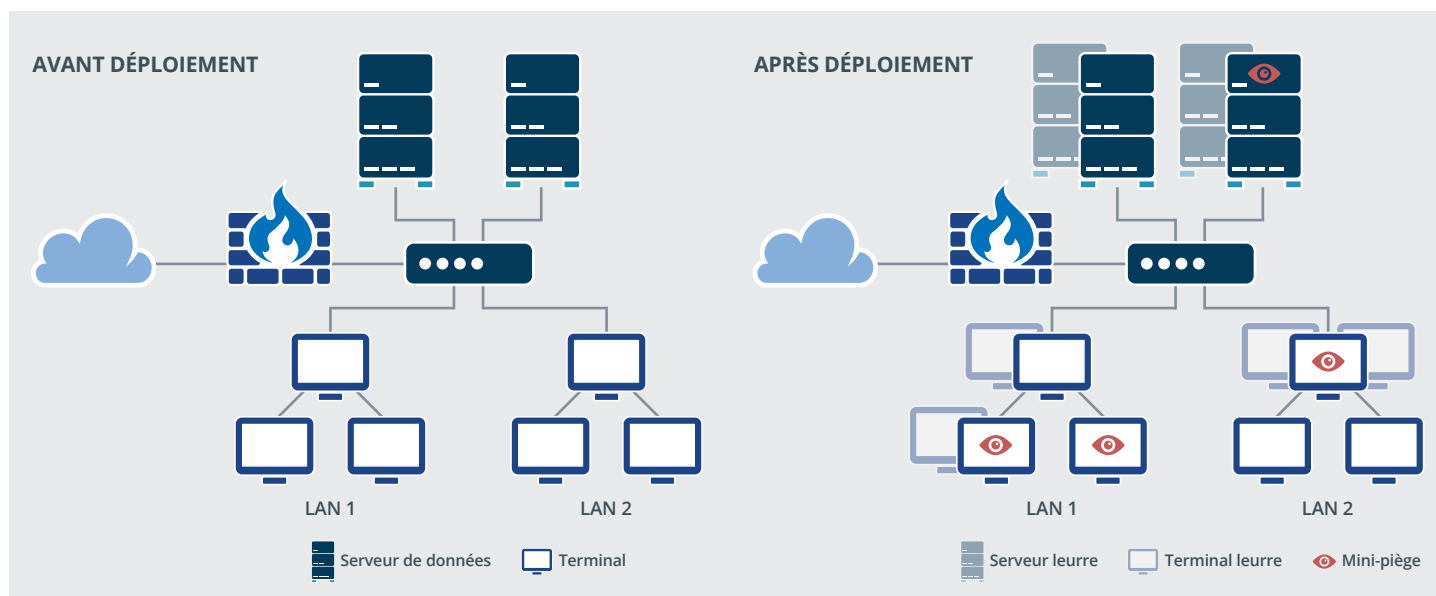 AVANT DÉPLOIEMENT
LAN 1
LAN 2
Serveur de données
Terminal
APRÈS DÉPLOIEMENT
LAN 1
LAN 2
Serveur leurre
Terminal leurre
Mini-piège